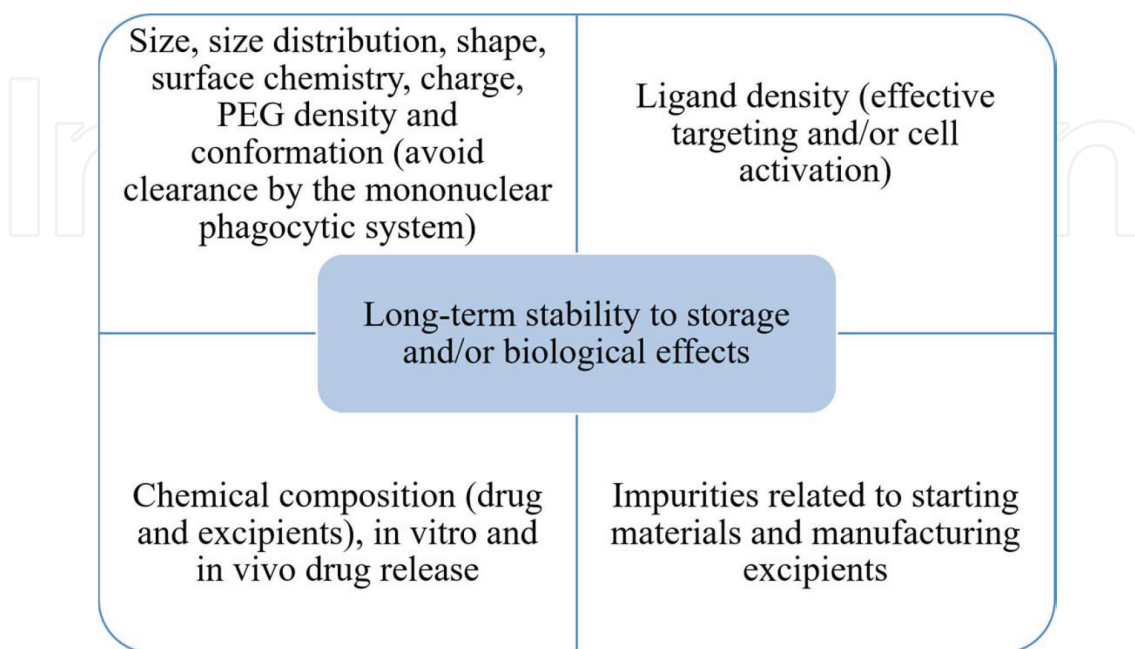 Size, size distribution, shape,
surface chemistry, charge,
PEG density and
conformation (avoid
clearance by the mononuclear
phagocytic system)
Ligand density (effective
targeting and/or cell
activation)
Long-term stability to storage
and/or biological effects
Chemical composition (drug
and excipients), in vitro and
in vivo drug release
Impurities related to starting
materials and manufacturing
excipients